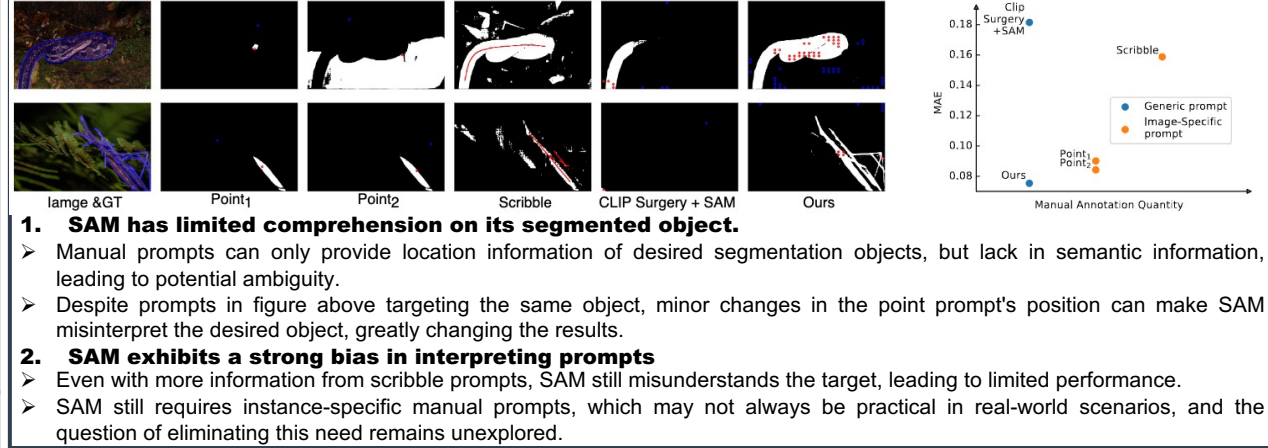 Iamge &GT
Point1
Point2
Scribble
CLIP Surgery + SAM
Ours
MAE
0.18
0.16
0.14
0.12
0.10
0.08
Clip
Surgery
+SAM
Scribble
Generic prompt
Image-Specific
prompt
Point1
Point2
Ours
Manual Annotation Quantity
1. SAM has limited comprehension on its segmented object.
➢ Manual prompts can only provide location information of desired segmentation objects, but lack in semantic information,
leading to potential ambiguity.
➢ Despite prompts in figure above targeting the same object, minor changes in the point prompt's position can make SAM
misinterpret the desired object, greatly changing the results.
2. SAM exhibits a strong bias in interpreting prompts
➢ Even with more information from scribble prompts, SAM still misunderstands the target, leading to limited performance.
➢ SAM still requires instance-specific manual prompts, which may not always be practical in real-world scenarios, and the
question of eliminating this need remains unexplored.